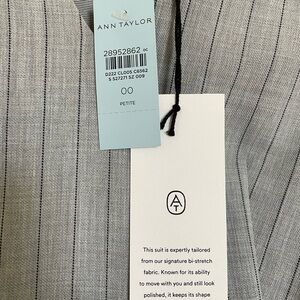 ANN TAYLOR
28952862 oc
D222 CL005 C6562
S 527271 SZ 009
00
PETITE
AT
This suit is expertly tailored
from our signature bi-stretch
fabric. Known for its ability
to move with you and still look
polished, it keeps its shape